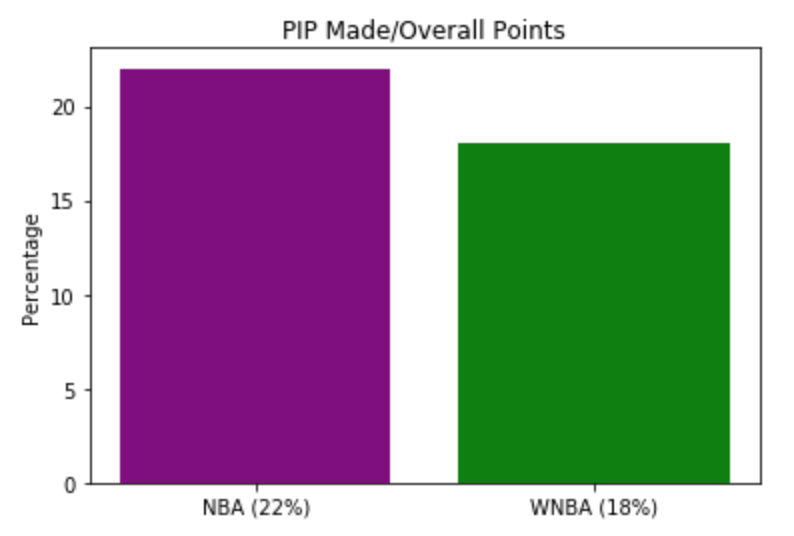 PIP Made/Overall Points
Percentage
20
15
10
5
0
NBA (22%)
WNBA (18%)